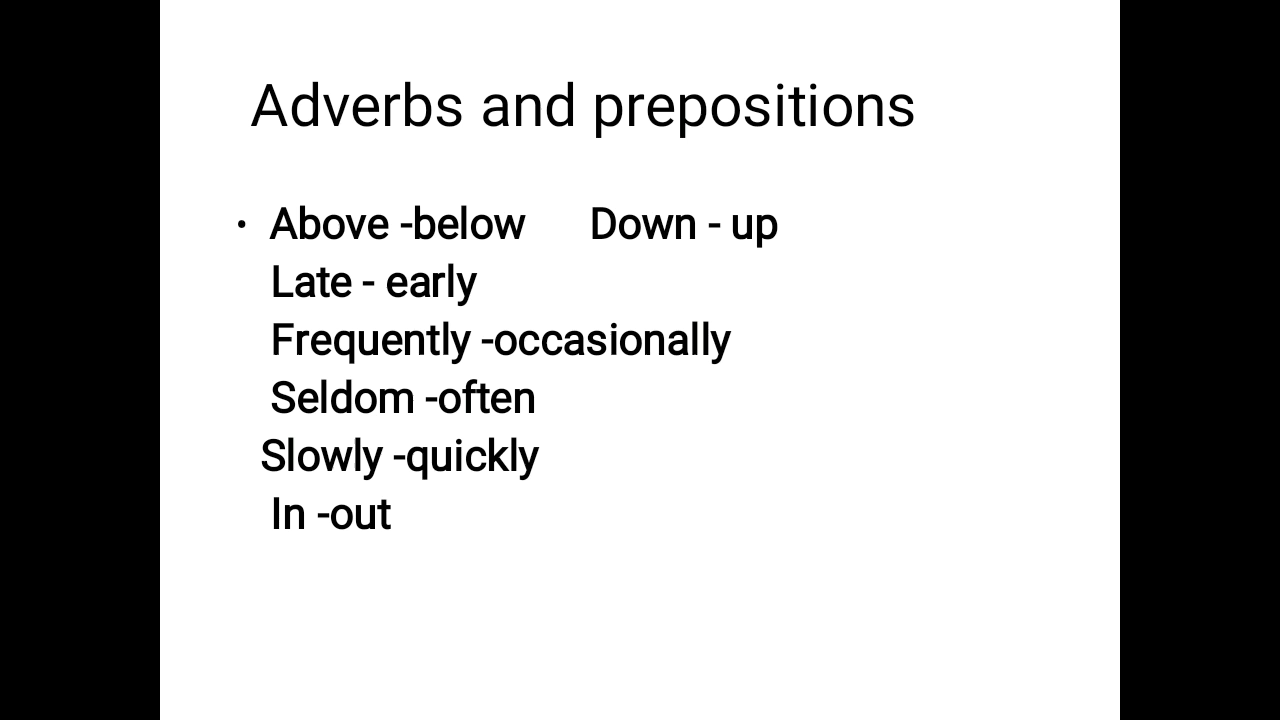 Adverbs and prepositions
• Above -below Down - up
Late - early
Frequently -occasionally
Seldom -often
Slowly -quickly
In -out